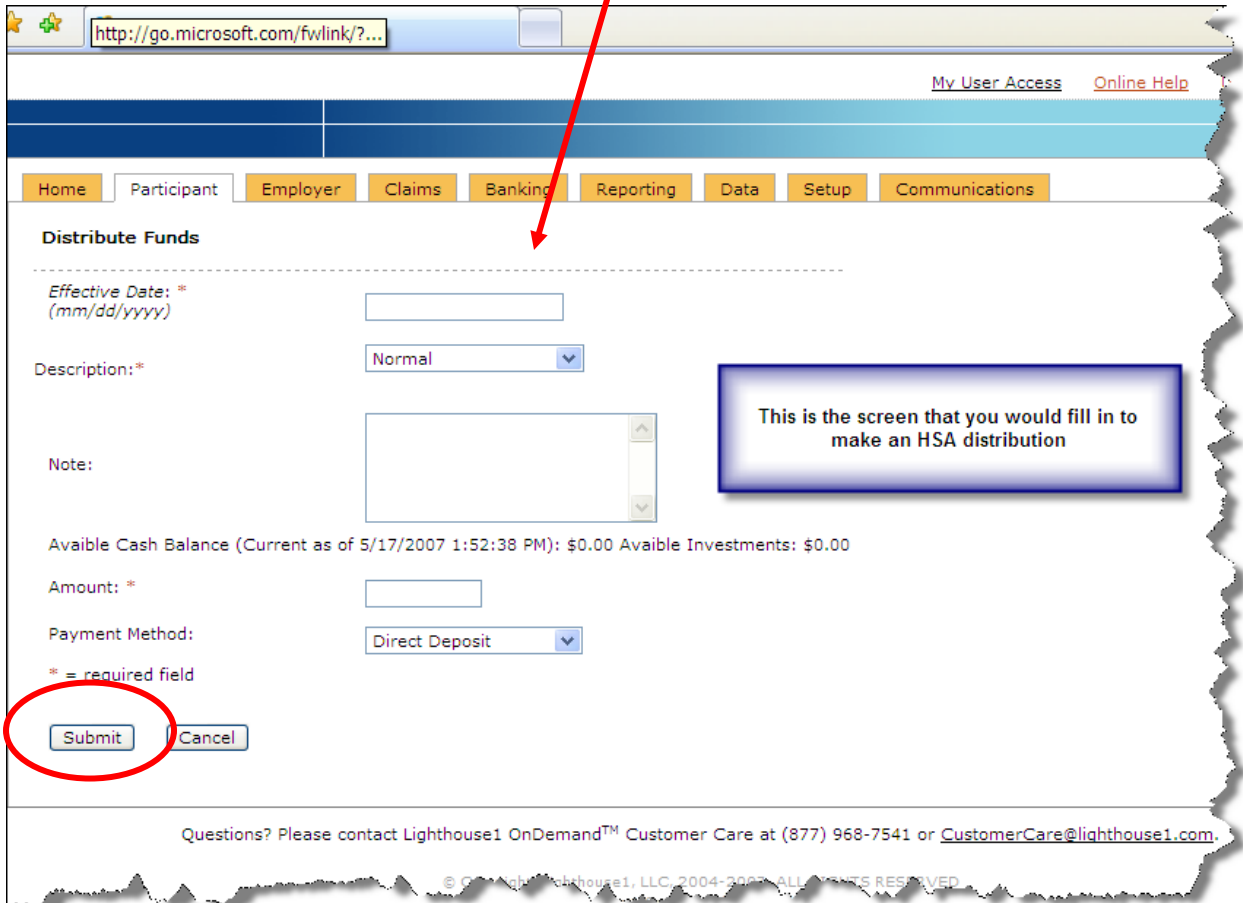 http://go.microsoft.com/fwlink/?...
My User Access Online Help
Home Participant Employer Claims Banking Reporting Data Setup Communications
Distribute Funds
Effective Date: *
(mm/dd/yyyy)
Description:*
Normal
This is the screen that you would fill in to
make an HSA distribution
Note:
Avaible Cash Balance (Current as of 5/17/2007 1:52:38 PM): $0.00 Avaible Investments: $0.00
Amount: *
Payment Method:
Direct Deposit
* = required field
Submit Cancel
Questions? Please contact Lighthouse1 OnDemand™ Customer Care at (877) 968-7541 or CustomerCare@lighthouse1.com.
© LLC, 2004- ALL